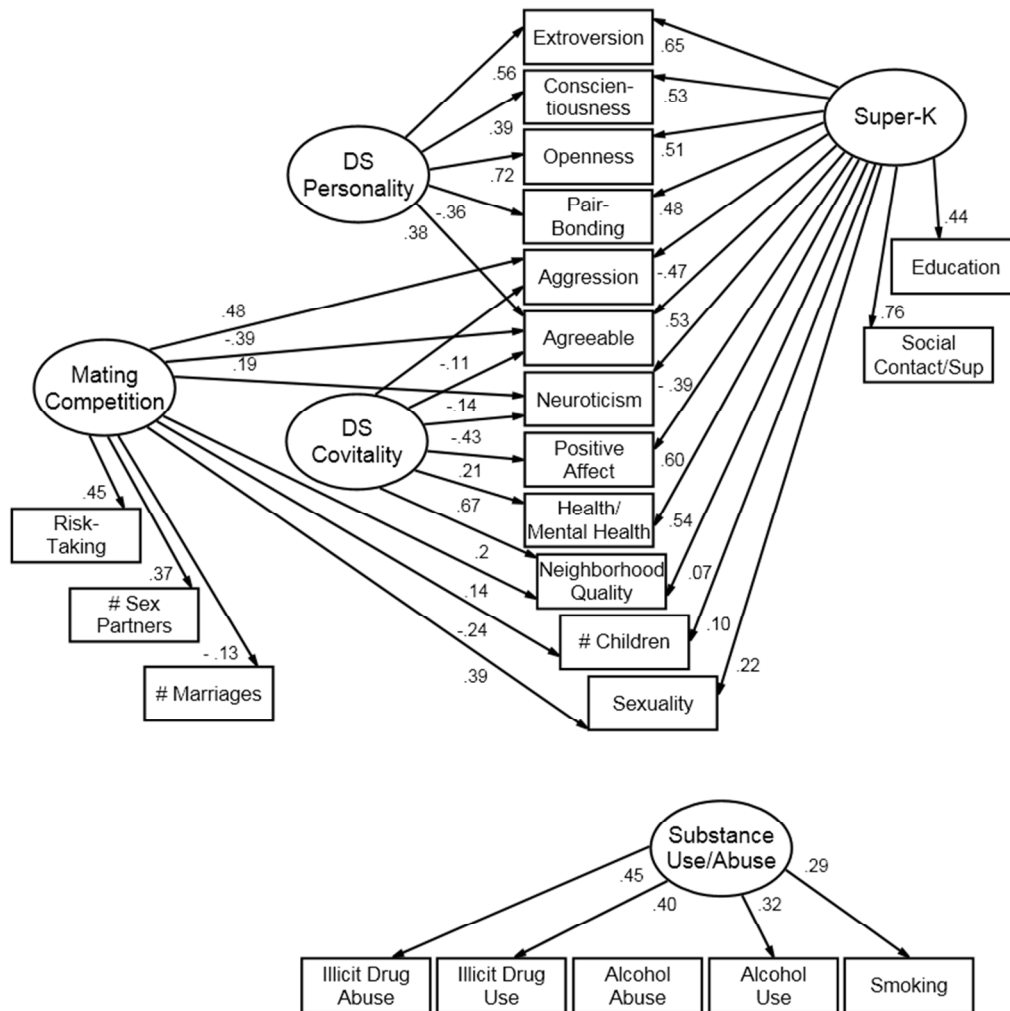 Extroversion
.65
.56
Conscien-
tiousness
.53
Super-K
.39
DS
Personality
Openness
.51
.72
-.36
Pair-
Bonding
.48
.38
.44
Aggression
-.47
Education
.48
-.39
.53
.76
Agreeable
Social
Contact/Sup
.19
-.11
Mating
Competition
Neuroticism
- .39
-.14
DS
Covitality
-.43
Positive
Affect
.60
.21
.45
Health/
Mental Health
.54
Risk-
Taking
.67
.2
Neighborhood
Quality
.07
.37
.14
# Sex
Partners
-.24
# Children
.10
- .13
.39
.22
# Marriages
Sexuality
Substance
Use/Abuse
.29
.45
.40
.32
Illicit Drug
Abuse
Illicit Drug
Use
Alcohol
Abuse
Alcohol
Use
Smoking